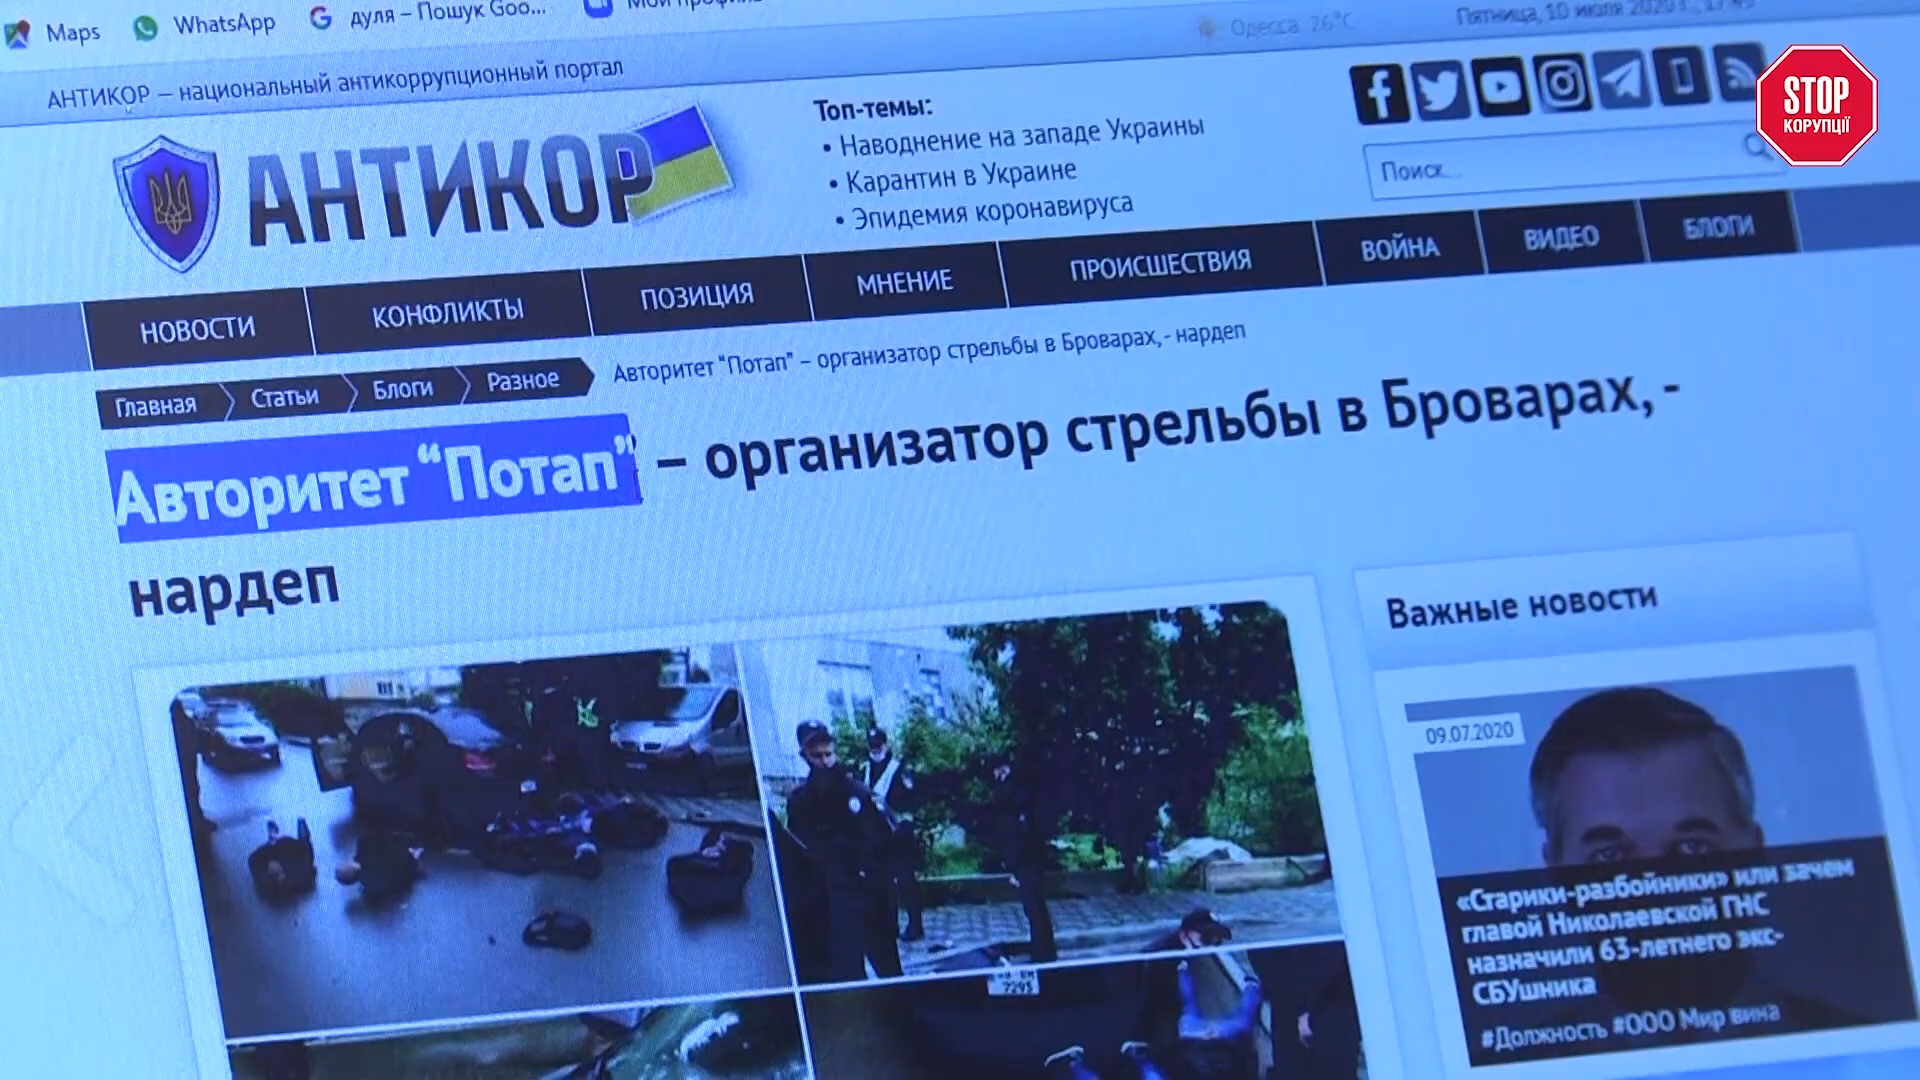 Maps WhatsApp дуля – Пошук Goo...
Одесса 26°C
АНТИКОР – национальный антикоррупционный портал
АНТИКОР
Топ-темы:
• Наводнение на западе Украины
• Карантин в Украине
• Эпидемия коронавируса
Поиск...
STOP
КОРУПЦІЇ
НОВОСТИ КОНФЛИКТЫ ПОЗИЦИЯ МНЕНИЕ ПРОИСШЕСТВИЯ ВОЙНА ВИДЕО БЛОГИ
Главная Статьи Блоги Разное Авторитет “Потап” – организатор стрельбы в Броварах,- нардеп
Авторитет “Потап” – организатор стрельбы в Броварах,-
нардеп
Важные новости
09.07.2020
«Старики-разбойники» или зачем
главой Николаевской ГНС
назначили 63-летнего экс-
СБУшника
#Должность #ООО Мир вина